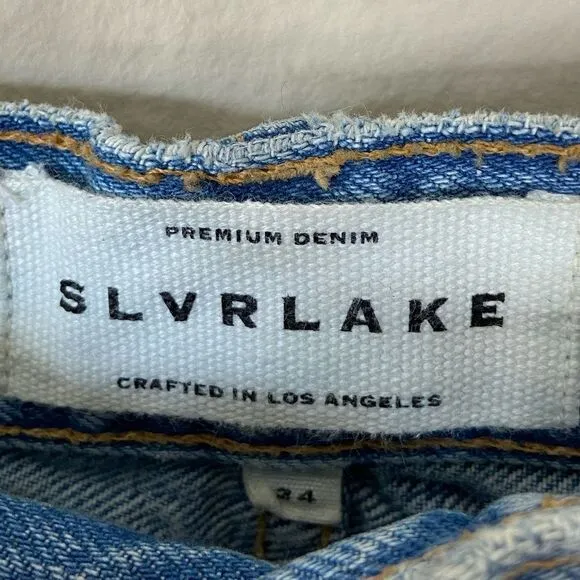 PREMIUM DENIM
SLVRLAKE
CRAFTED IN LOS ANGELES
24